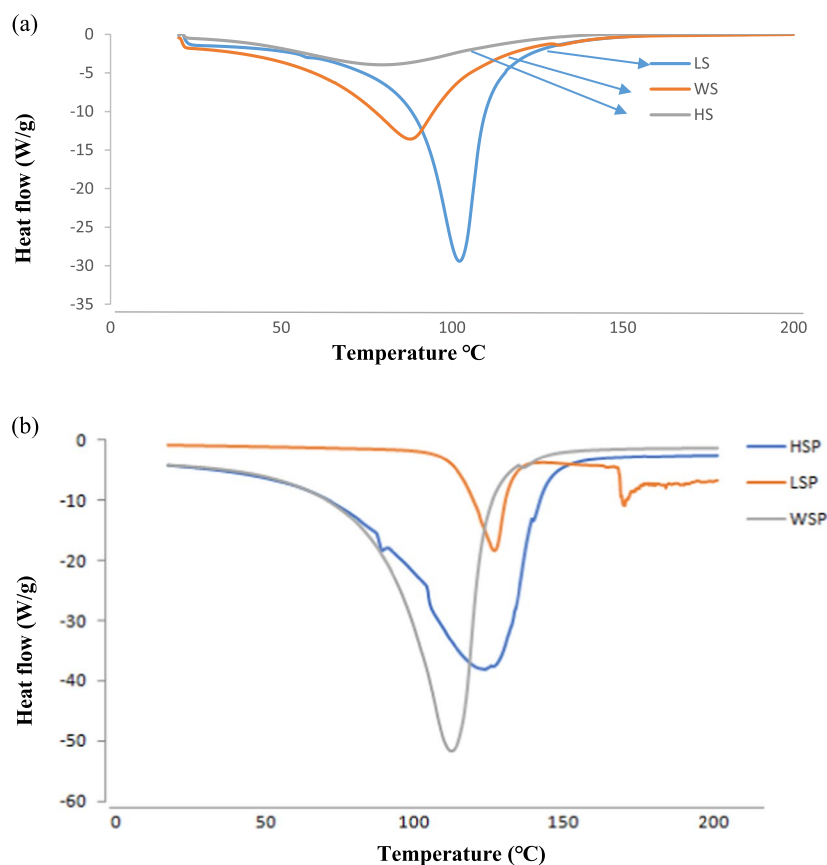 (a)
0
-5
-10
-15
-20
-25
-30
-35
Heat flow (W/g)
LS
WS
HS
0 50 100 150 200
Temperature °C
(b)
0
-10
-20
-30
-40
-50
-60
Heat flow (W/g)
HSP
LSP
WSP
0 50 100 150 200
Temperature (°C)